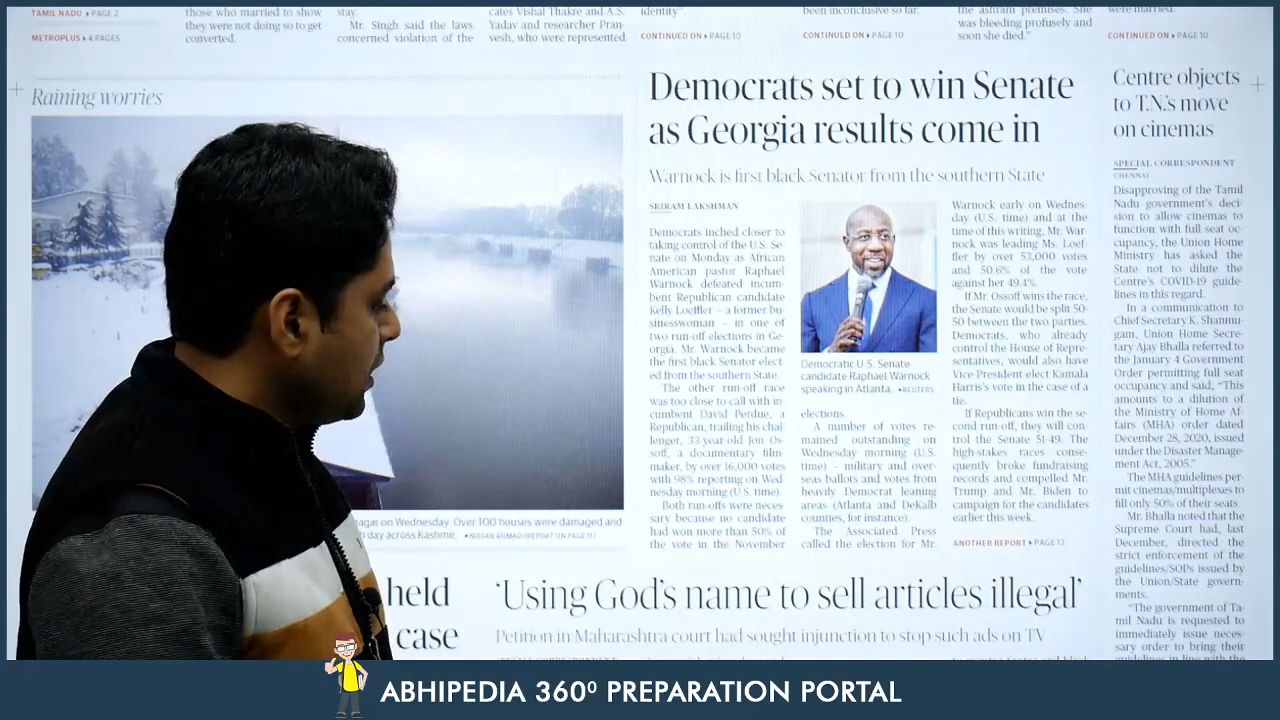 TAMIL NADU ▸ PAGE 2
METROPLUS ▸ 4 PAGES
those who married to show
they were not doing so to get
converted.
stay.
Mr. Singh said the laws
concerned violation of the
cates Vishal Thakre and A.S.
Yadav and researcher Pran-
vesh, who were represented
identity".
CONTINUED ON ▸ PAGE 10
been inconclusive so far.
CONTINUED ON ▸ PAGE 10
the ashram premises. She
was bleeding profusely and
soon she died."
were married.
CONTINUED ON ▸ PAGE 10
Raining worries
nagar on Wednesday. Over 100 houses were damaged and
day across Kashmir. • NISSAR AHMAD (REPORT ON PAGE 11)
Democrats set to win Senate
as Georgia results come in
Warnock is first black Senator from the southern State
SRIRAM LAKSHMAN
Democrats inched closer to
taking control of the U.S. Se-
nate on Monday as African
American pastor Raphael
Warnock defeated incum-
bent Republican candidate
Kelly Loeffler – a former bu-
sinesswoman – in one of
two run-off elections in Ge-
orgia. Mr. Warnock became
the first black Senator elect-
ed from the southern State.
The other run-off race
was too close to call with in-
cumbent David Perdue, a
Republican, trailing his chal-
lenger, 33-year-old Jon Os-
soff, a documentary film-
maker, by over 16,000 votes
with 98% reporting on Wed-
nesday morning (U.S. time).
Both run-offs were neces-
sary because no candidate
had won more than 50% of
the vote in the November
Democratic U.S. Senate
candidate Raphael Warnock
speaking in Atlanta. • REUTERS
elections.
A number of votes re-
mained outstanding on
Wednesday morning (U.S.
time) – military and over-
seas ballots and votes from
heavily Democrat leaning
areas (Atlanta and DeKalb
counties, for instance).
The Associated Press
called the election for Mr.
Warnock early on Wednes-
day (U.S. time) and at the
time of this writing, Mr. War-
nock was leading Ms. Loef-
fler by over 53,000 votes
and 50.6% of the vote
against her 49.4%.
If Mr. Ossoff wins the race,
the Senate would be split 50-
50 between the two parties.
Democrats, who already
control the House of Repre-
sentatives, would also have
Vice-President-elect Kamala
Harris's vote in the case of a
tie.
If Republicans win the se-
cond run-off, they will con-
trol the Senate 51-49. The
high-stakes races conse-
quently broke fundraising
records and compelled Mr.
Trump and Mr. Biden to
campaign for the candidates
earlier this week.
ANOTHER REPORT ▸ PAGE 13
Centre objects
to T.N.'s move
on cinemas
SPECIAL CORRESPONDENT
CHENNAI
Disapproving of the Tamil
Nadu government's deci-
sion to allow cinemas to
function with full seat oc-
cupancy, the Union Home
Ministry has asked the
State not to dilute the
Centre's COVID-19 guide-
lines in this regard.
In a communication to
Chief Secretary K. Shanmu-
gam, Union Home Secre-
tary Ajay Bhalla referred to
the January 4 Government
Order permitting full seat
occupancy and said, "This
amounts to a dilution of
the Ministry of Home Af-
fairs (MHA) order dated
December 28, 2020, issued
under the Disaster Manage-
ment Act, 2005."
The MHA guidelines per-
mit cinemas/multiplexes to
fill only 50% of their seats.
Mr. Bhalla noted that the
Supreme Court had, last
December, directed the
strict enforcement of the
guidelines/SOPs issued by
the Union/State govern-
ments.
"The government of Ta-
mil Nadu is requested to
immediately issue neces-
sary order to bring their
guidelines in line with the
held
case
'Using God's name to sell articles illegal'
Petition in Maharashtra court had sought injunction to stop such ads on TV
ABHIPEDIA 360⁰ PREPARATION PORTAL